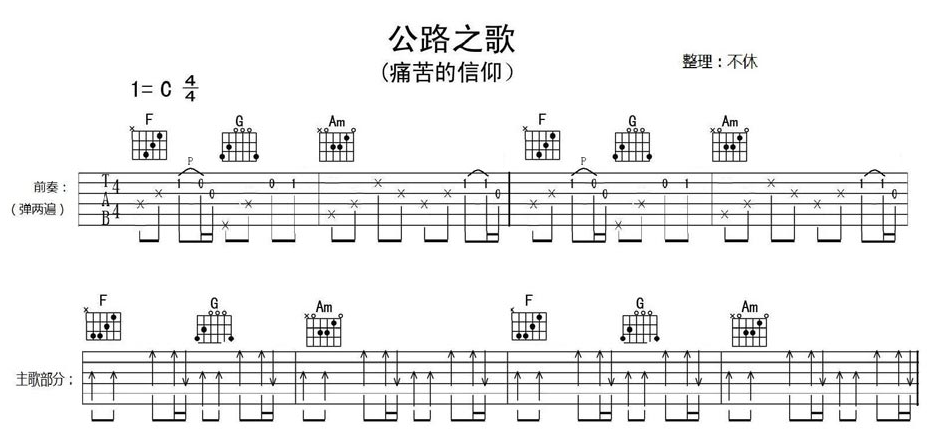 公路之歌
(痛苦的信仰)
整理：不休
1= C 4/4
F G Am F G Am
P P
前奏：
(弹两遍)
T A B 4 4
1 0 0 0 1 1 1 0 1 0 0 0 1 1 1 0
F G Am F G Am
主歌部分；